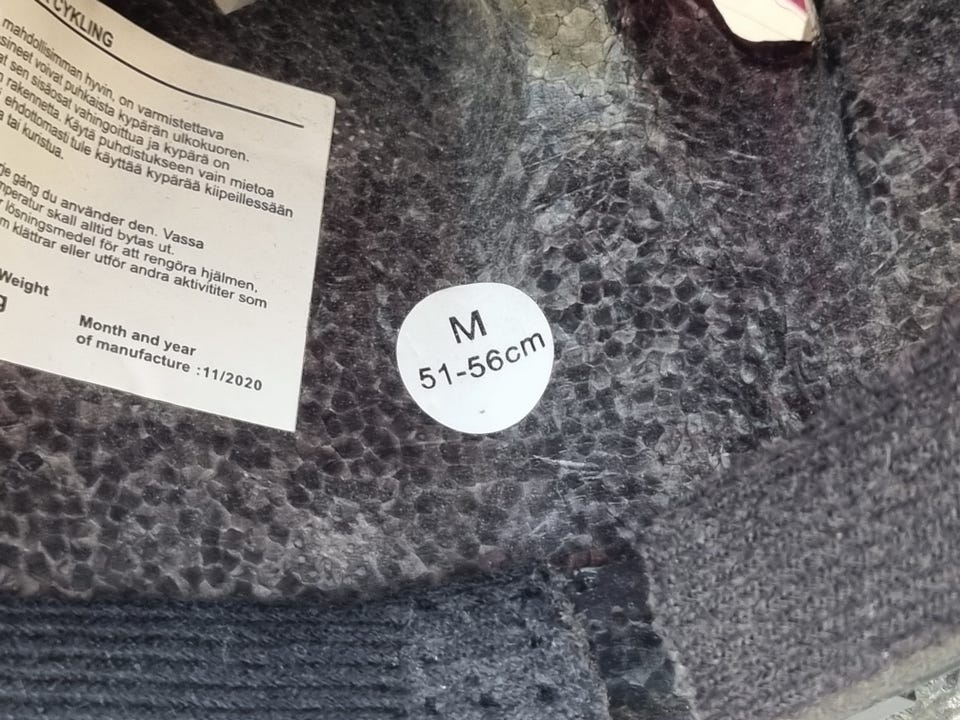 CYKLING
mahdollisimman hyvin, on varmistettava
sineet voivat puhkaista kypärän ulkokuoren.
at sen sisäosat vahingoittua ja kypärä on
rakennetta. Käytä puhdistukseen vain mietoa
ehdottomasti tule käyttää kypärää kiipeillessään
tai kuristua.
je gång du använder den. Vassa
mperatur skall alltid bytas ut.
lösningsmedel för att rengöra hjälmen,
m klättrar eller utför andra aktivititer som
Weight
g
Month and year
of manufacture :11/2020
M
51-56cm